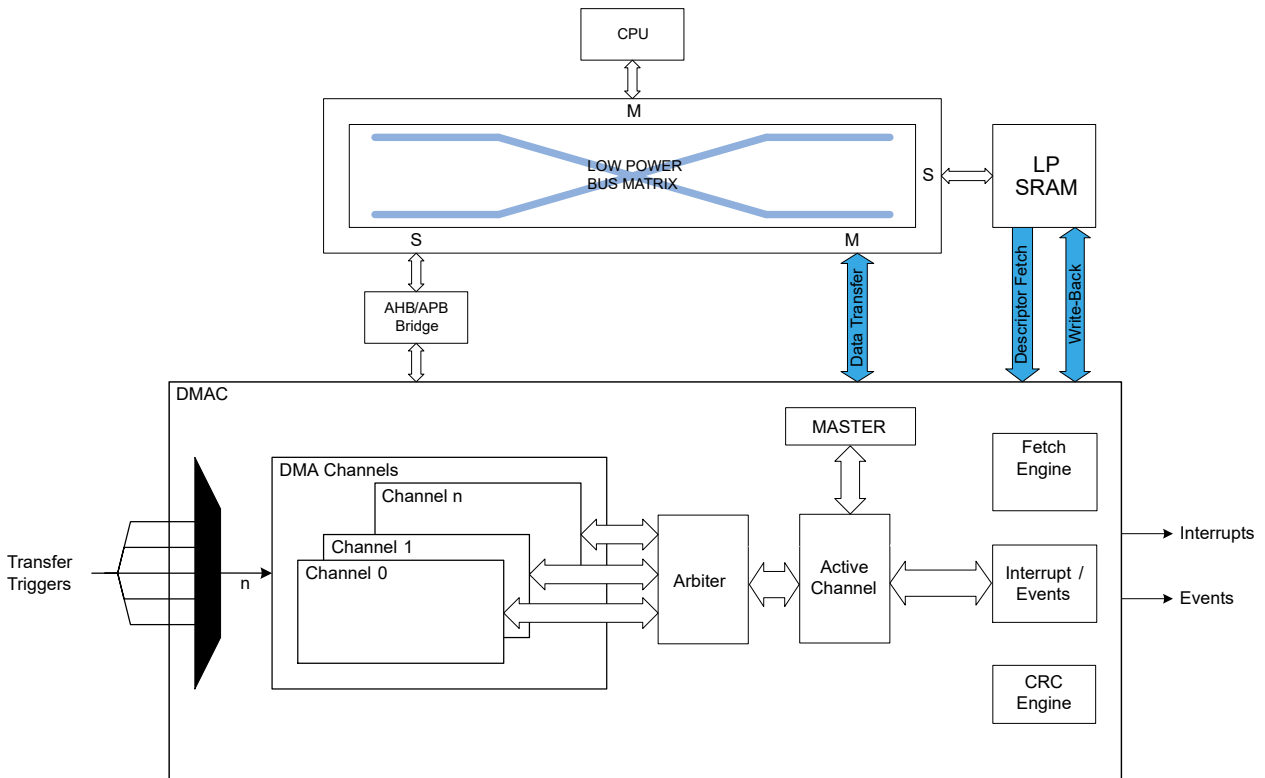 CPU
M
LOW POWER
BUS MATRIX
S
LP
SRAM
S
M
AHB/APB
Bridge
Data Transfer
Descriptor Fetch
Write-Back
DMAC
MASTER
Fetch
Engine
DMA Channels
Channel n
Channel 1
Channel 0
Transfer
Triggers
n
Arbiter
Active
Channel
Interrupt /
Events
Interrupts
Events
CRC
Engine